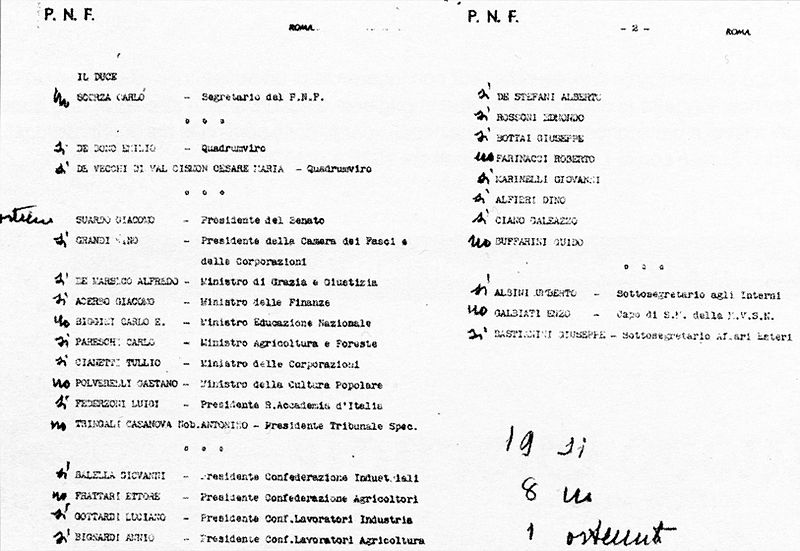 P. N. F.
ROMA
IL DUCE
no SCORZA CARLO - Segretario del P.N.F.
o o o
sì DE BONO EMILIO - Quadrumviro
sì DE VECCHI DI VAL CISMON CESARE MARIA - Quadrumviro
o o o
SUARDO GIACOMO - Presidente del Senato
sì GRANDI DINO - Presidente della Camera dei Fasci e
delle Corporazioni
sì DE MARSICO ALFREDO - Ministro di Grazia e Giustizia
sì ACERBO GIACOMO - Ministro delle Finanze
no BIGGINI CARLO E. - Ministro Educazione Nazionale
sì PARESCHI CARLO - Ministro Agricoltura e Foreste
sì CIANETTI TULLIO - Ministro delle Corporazioni
no POLVERELLI GAETANO - Ministro della Cultura Popolare
sì FEDERZONI LUIGI - Presidente R.Accademia d'Italia
no TRINGALI CASANOVA Nob.ANTONINO - Presidente Tribunale Spec.
o o o
sì BALELLA GIOVANNI - Presidente Confederazione Industriali
no FRATTARI ETTORE - Presidente Confederazione Agricoltori
sì GOTTARDI LUCIANO - Presidente Conf.Lavoratori Industria
sì BIGNARDI ANNIO - Presidente Conf.Lavoratori Agricoltura
P. N. F.
- 2 -
ROMA
sì DE STEFANI ALBERTO
sì ROSSONI EDMONDO
sì BOTTAI GIUSEPPE
no FARINACCI ROBERTO
sì MARINELLI GIOVANNI
sì ALFIERI DINO
sì CIANO GALEAZZO
no BUFFARINI GUIDO
o o o
sì ALBINI UMBERTO - Sottosegretario agli Interni
no GALBIATI ENZO - Capo di S.M. della M.V.S.N.
sì BASTIANINI GIUSEPPE - Sottosegretario Affari Esteri
19 si
8 no
1 astenuto